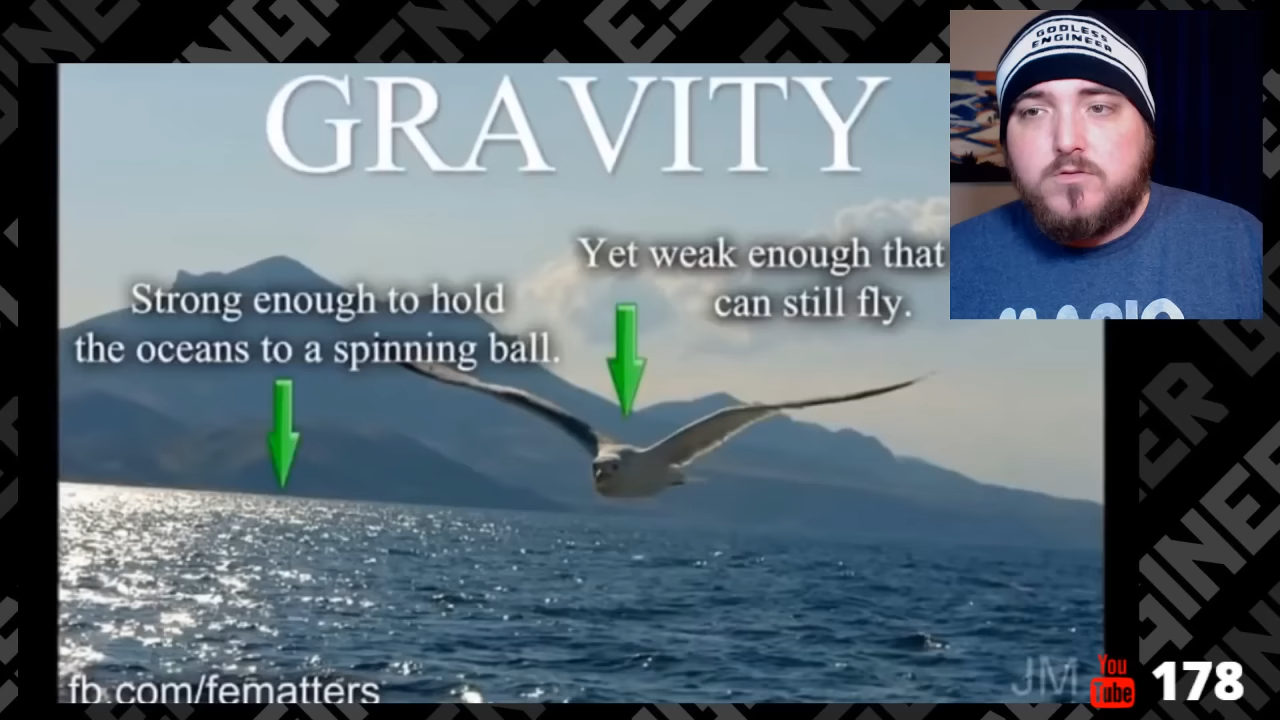 GODLESS
ENGINEER
GRAVITY
Yet weak enough that
can still fly.
Strong enough to hold
the oceans to a spinning ball.
fb.com/fematters
JM
You
Tube
178